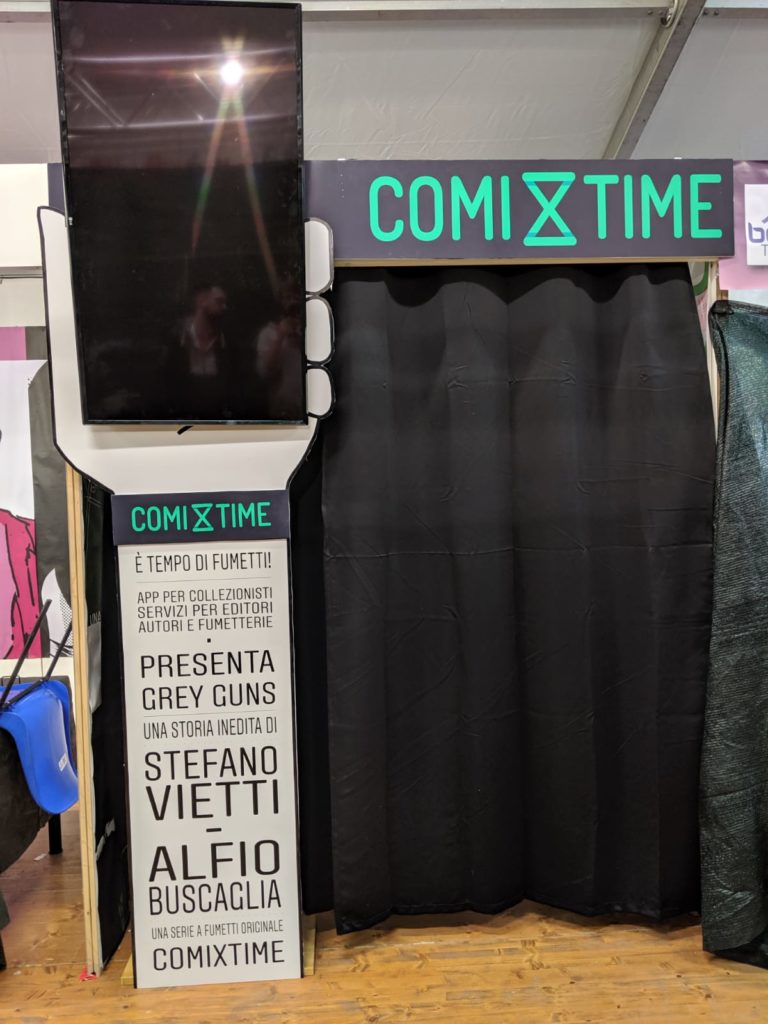 COMIXTIME
COMIXTIME
È TEMPO DI FUMETTI!
APP PER COLLEZIONISTI
SERVIZI PER EDITORI
AUTORI E FUMETTERIE
PRESENTA
GREY GUNS
UNA STORIA INEDITA DI
STEFANO
VIETTI
–
ALFIO
BUSCAGLIA
UNA SERIE A FUMETTI ORIGINALE
COMIXTIME